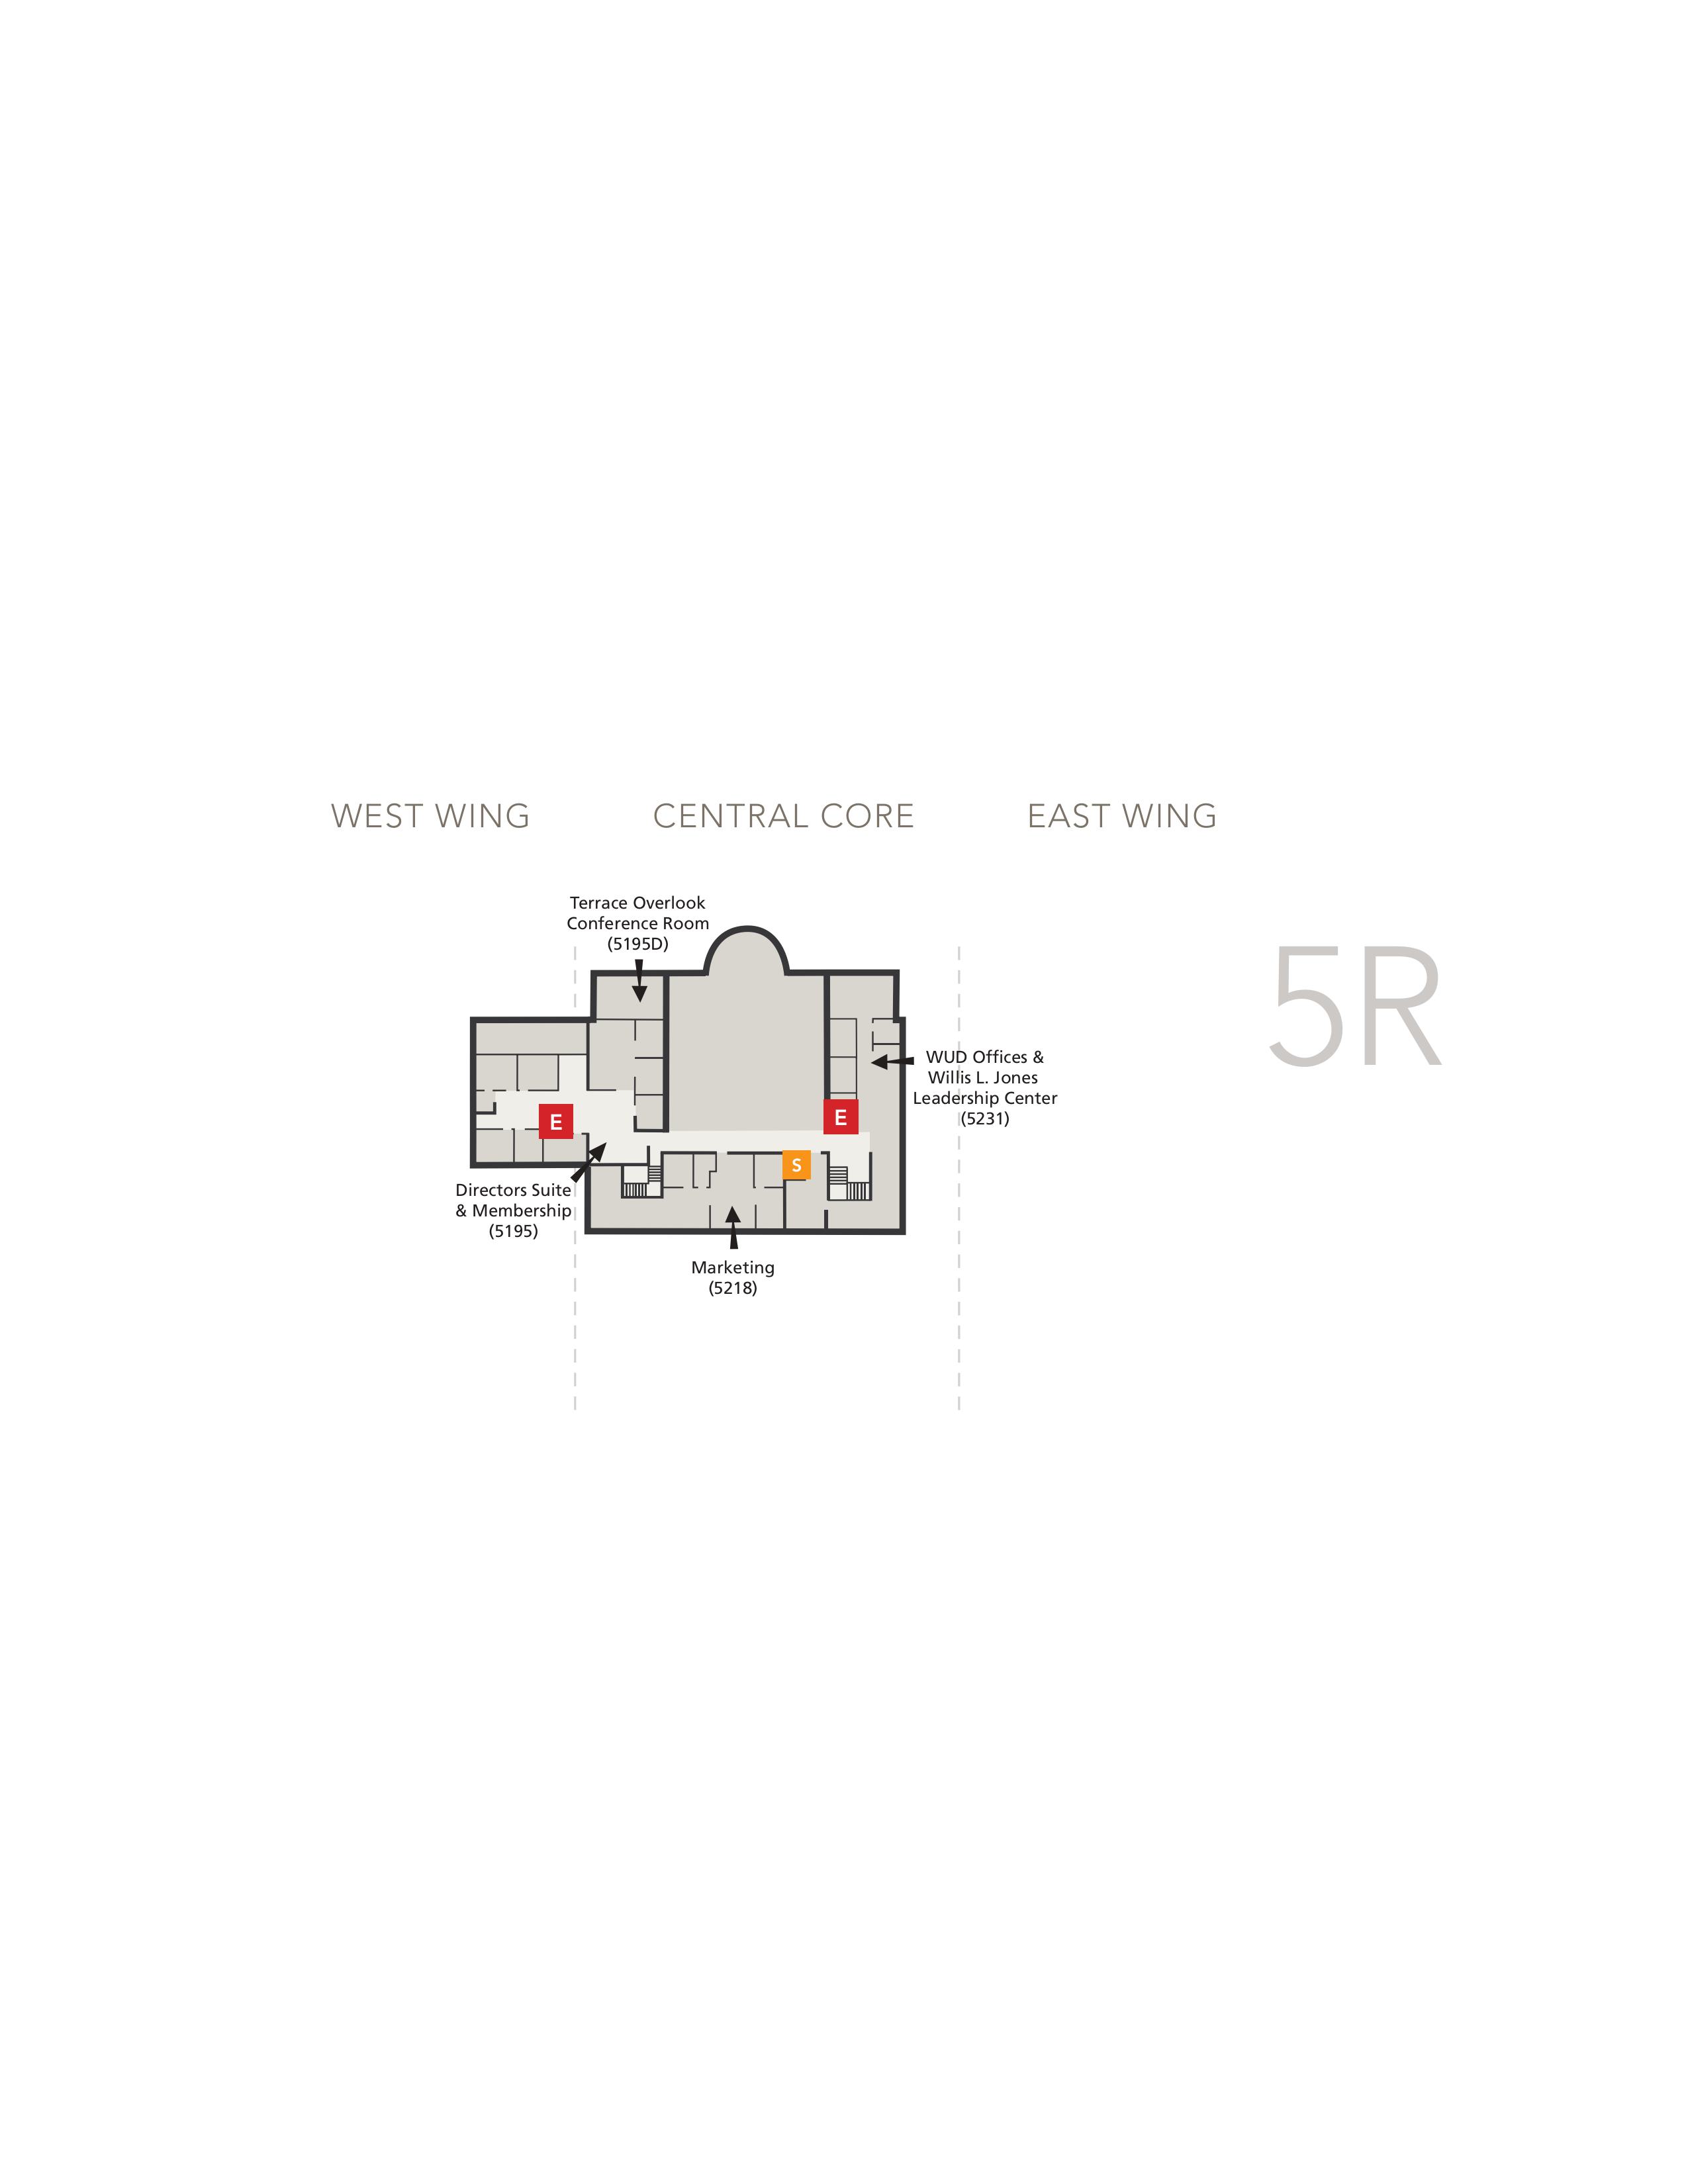 WEST WING
CENTRAL CORE
EAST WING
Terrace Overlook
Conference Room
(5195D)
5R
WUD Offices &
Willis L. Jones
Leadership Center
(5231)
E
E
S
Directors Suite
& Membership
(5195)
Marketing
(5218)